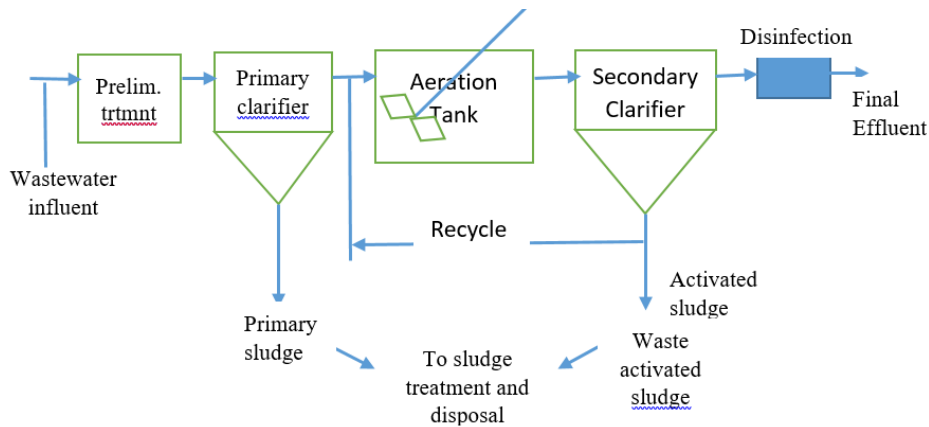 Disinfection
Prelim.
trtmnt
Primary
clarifier
Aeration
Tank
Secondary
Clarifier
Final
Effluent
Wastewater
influent
Recycle
Activated
sludge
Primary
sludge
Waste
activated
sludge
To sludge
treatment and
disposal